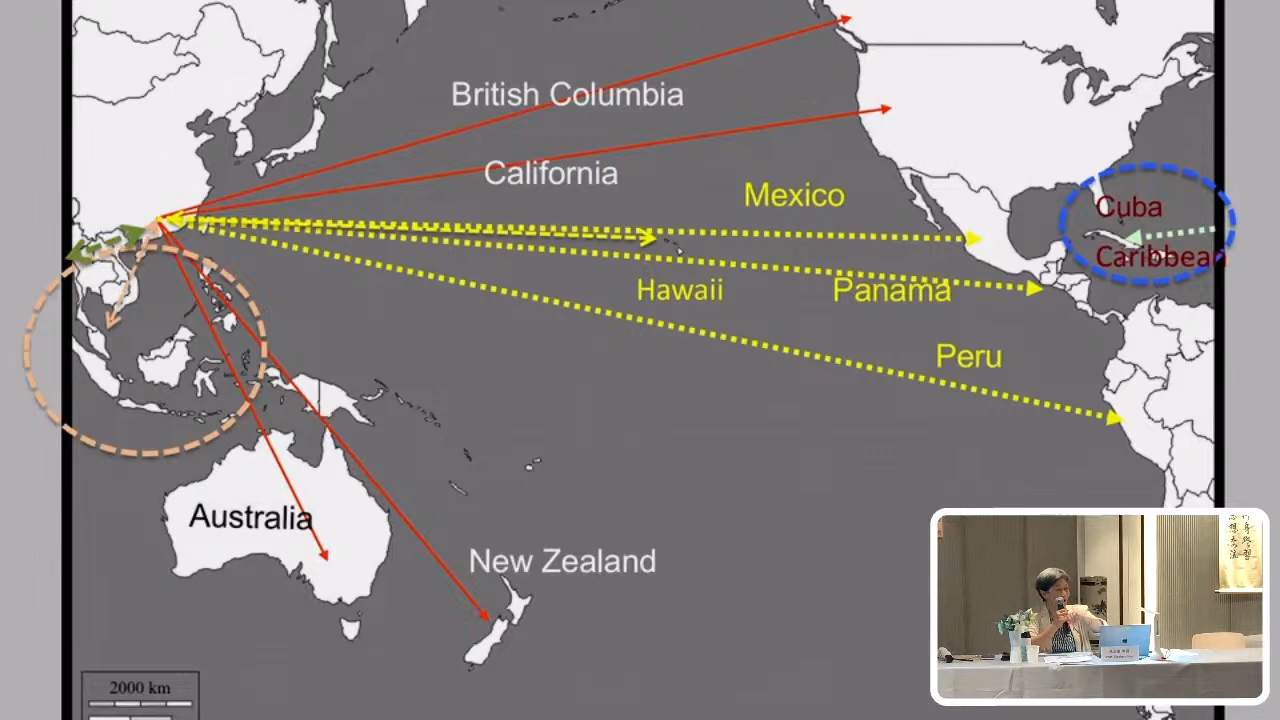 British Columbia
California
Mexico
Cuba
Caribbean
Hawaii
Panama
Peru
Australia
New Zealand
2000 km